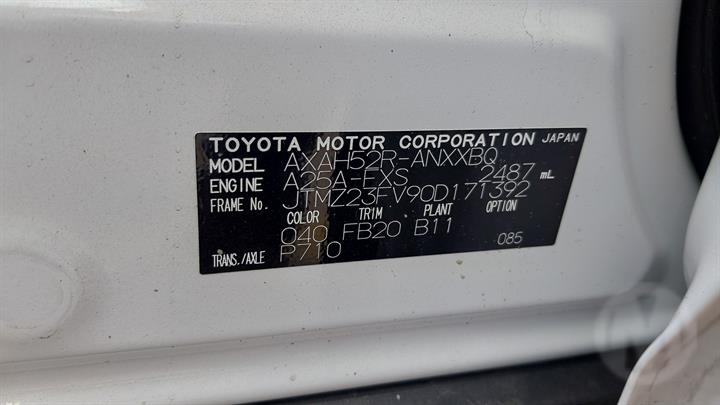 TOYOTA MOTOR CORPORATION JAPAN
MODEL AXAH52R-ANXXBQ
ENGINE A25A-FXS 2487 mL
FRAME No. JTMZ23FV90D171392
COLOR TRIM PLANT OPTION
040 FB20 B11 085
TRANS./AXLE P710